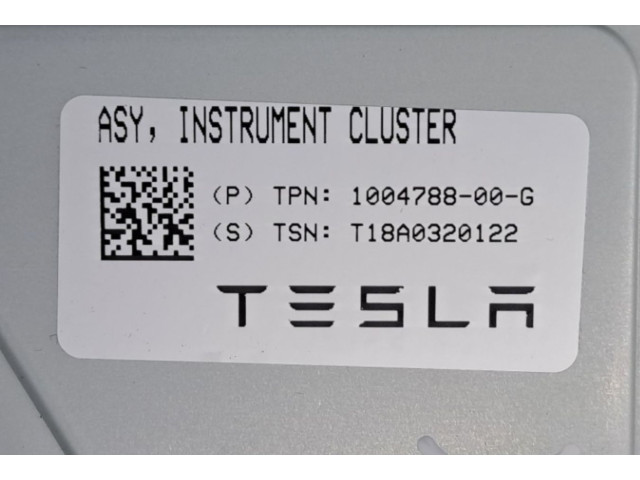 ASY, INSTRUMENT CLUSTER
(P) TPN: 1004788-00-G
(S) TSN: T18A0320122
TESLA